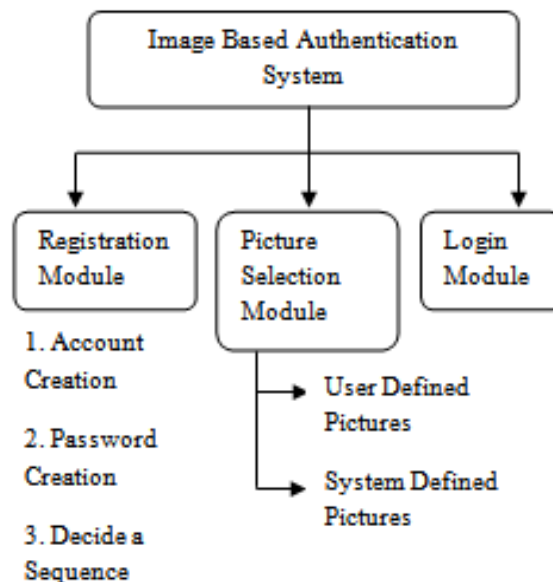 Image Based Authentication
System
Registration
Module
Picture
Selection
Module
Login
Module
1. Account
Creation
2. Password
Creation
3. Decide a
Sequence
User Defined
Pictures
System Defined
Pictures